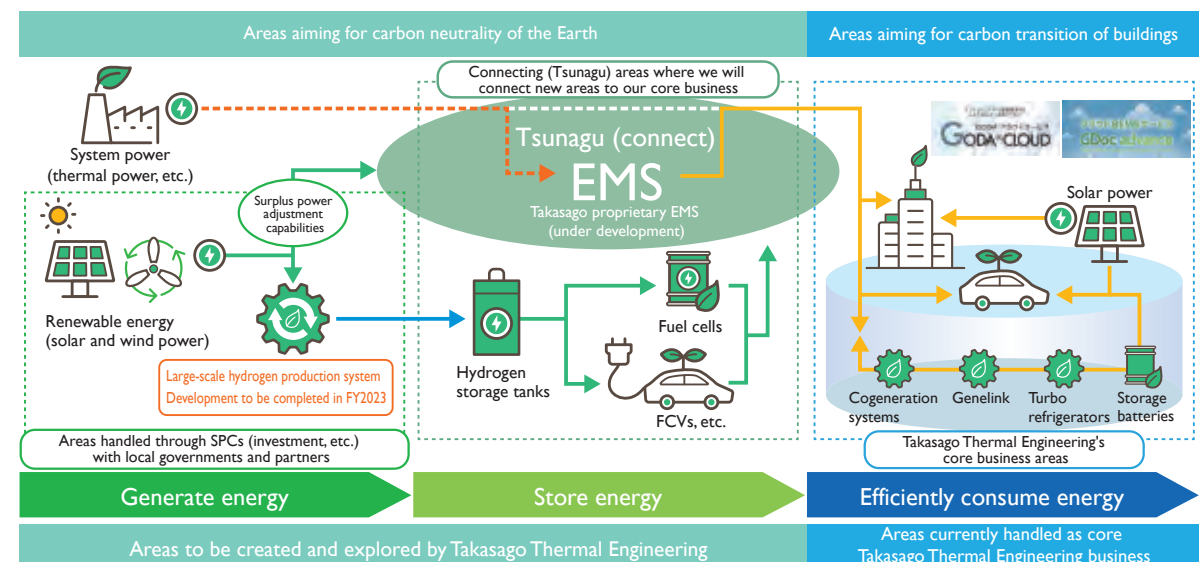 Areas aiming for carbon neutrality of the Earth
Areas aiming for carbon transition of buildings
Connecting (Tsunagu) areas where we will
connect new areas to our core business
System power
(thermal power, etc.)
Tsunagu (connect)
EMS
Takasago proprietary EMS
(under development)
GODA CLOUD
GDoc
Surplus power
adjustment
capabilities
Solar power
Renewable energy
(solar and wind power)
Large-scale hydrogen production system
Development to be completed in FY2023
Hydrogen
storage tanks
Fuel cells
FCVs, etc.
Cogeneration
systems
Genelink
Turbo
refrigerators
Storage
batteries
Areas handled through SPCs (investment, etc.)
with local governments and partners
Takasago Thermal Engineering's
core business areas
Generate energy
Store energy
Efficiently consume energy
Areas to be created and explored by Takasago Thermal Engineering
Areas currently handled as core
Takasago Thermal Engineering business